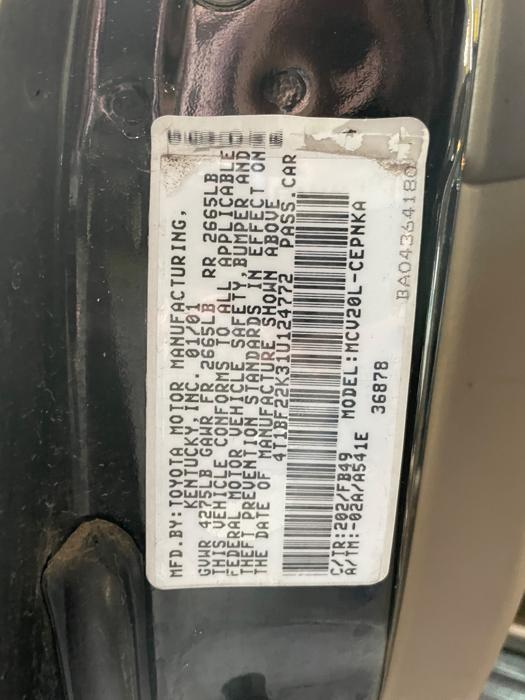 MFD.BY:TOYOTA MOTOR MANUFACTURING,
KENTUCKY,INC. 01/01
GVWR 4275LB GAWR FR 2665LB RR 2665LB
THIS VEHICLE CONFORMS TO ALL APPLICABLE
FEDERAL MOTOR VEHICLE SAFETY,BUMPER AND
THEFT PREVENTION STANDARDS IN EFFECT ON
THE DATE OF MANUFACTURE SHOWN ABOVE
4T1BF22K31U124772 PASS.CAR
C/TR:202/FB49 MODEL:MCV20L-CEPNKA
A/TM:-02A/A541E 36878